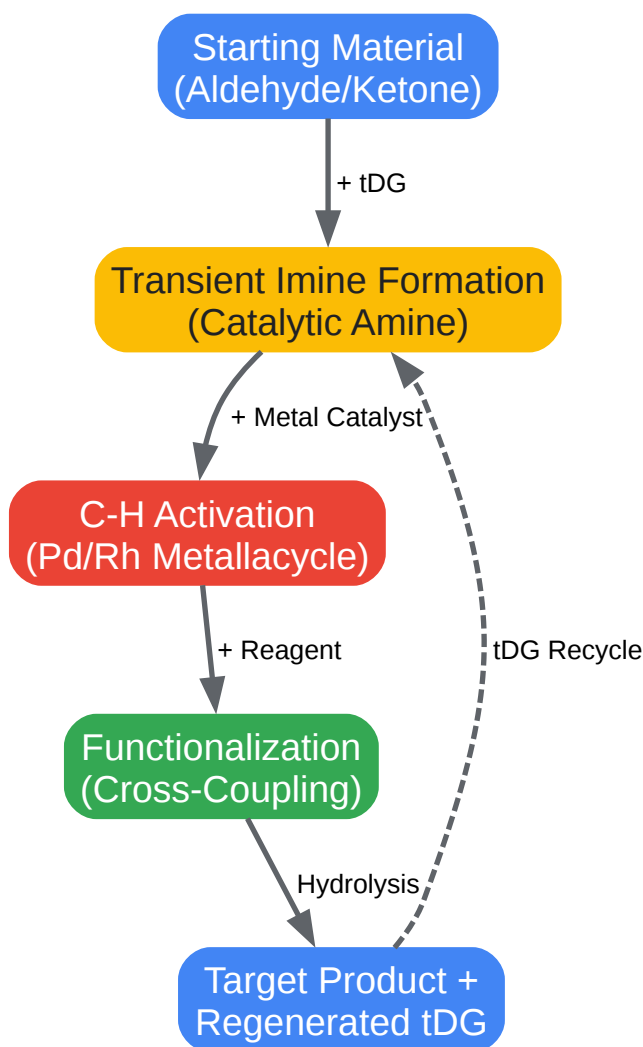 Starting Material
(Aldehyde/Ketone)
+ tDG
Transient Imine Formation
(Catalytic Amine)
+ Metal Catalyst
C-H Activation
(Pd/Rh Metallacycle)
+ Reagent
tDG Recycle
Functionalization
(Cross-Coupling)
Hydrolysis
Target Product +
Regenerated tDG